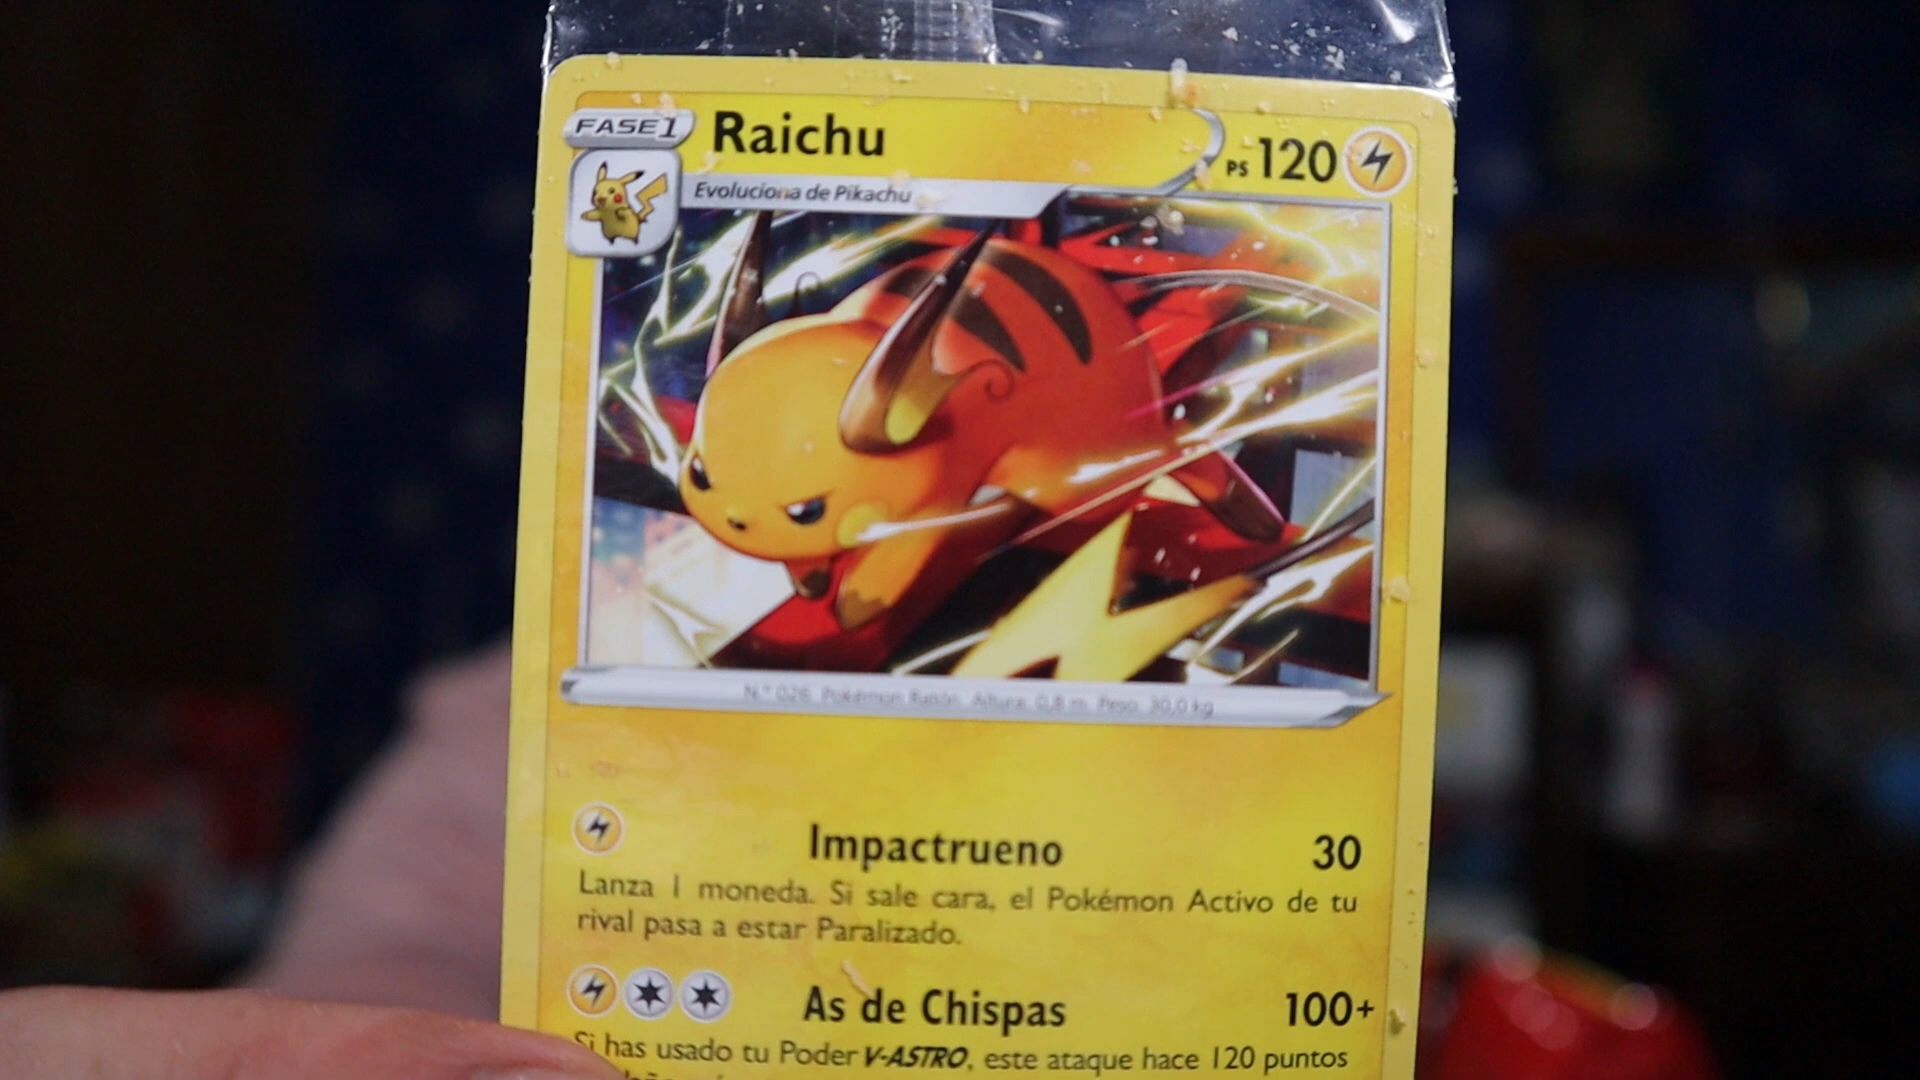 FASE 1
Raichu
PS 120
Evoluciona de Pikachu
N.º 026 Pokémon Ratón Altura: 0,8 m Peso: 30,0 kg
Impactrueno 30
Lanza 1 moneda. Si sale cara, el Pokémon Activo de tu
rival pasa a estar Paralizado.
As de Chispas 100+
Si has usado tu Poder V-ASTRO, este ataque hace 120 puntos